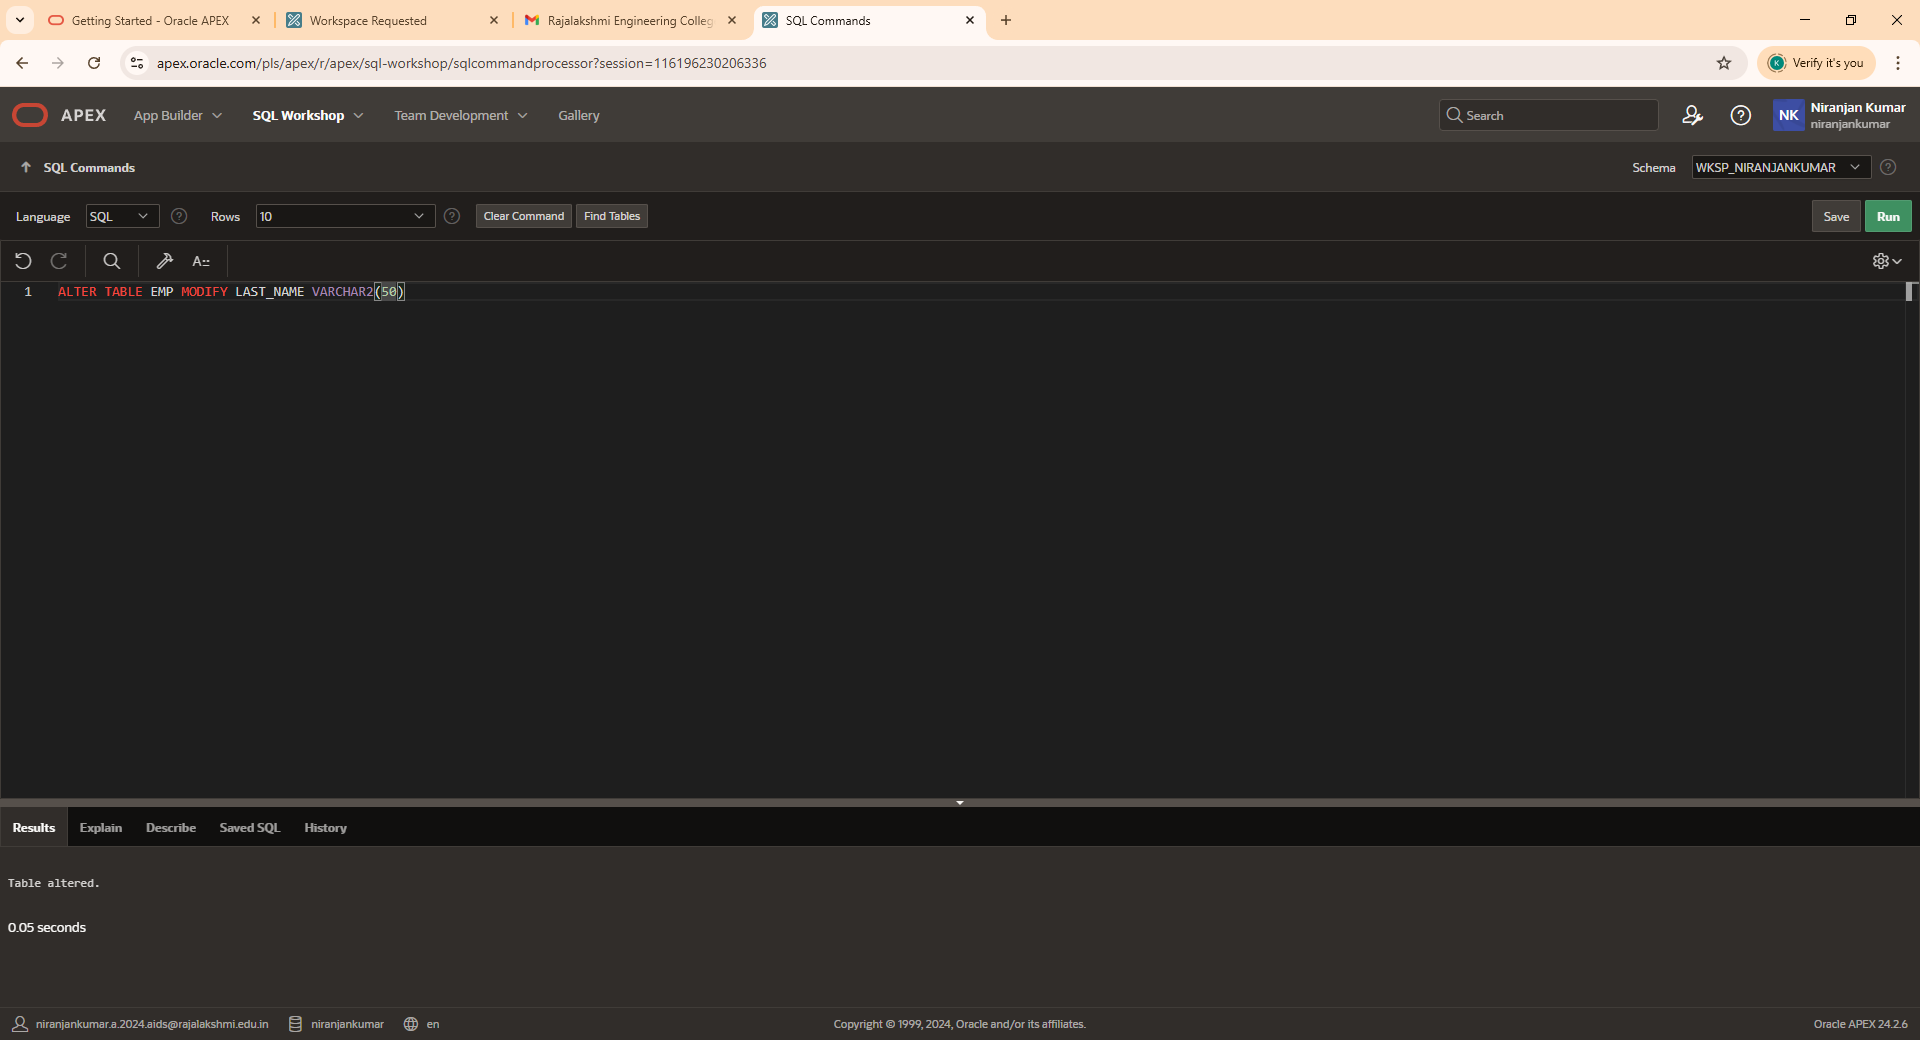 Getting Started - Oracle APEX
Workspace Requested
Rajalakshmi Engineering Colleg
SQL Commands
apex.oracle.com/pls/apex/r/apex/sql-workshop/sqlcommandprocessor?session=116196230206336
K
Verify it's you
APEX
App Builder
SQL Workshop
Team Development
Gallery
Search
NK
Niranjan Kumar
niranjankumar
SQL Commands
Schema
WKSP_NIRANJANKUMAR
Language
SQL
Rows
10
Clear Command
Find Tables
Save
Run
A
1 ALTER TABLE EMP MODIFY LAST_NAME VARCHAR2(50)
Results
Explain
Describe
Saved SQL
History
Table altered.
0.05 seconds
niranjankumar.a.2024.aids@rajalakshmi.edu.in
niranjankumar
en
Copyright © 1999, 2024, Oracle and/or its affiliates.
Oracle APEX 24.2.6